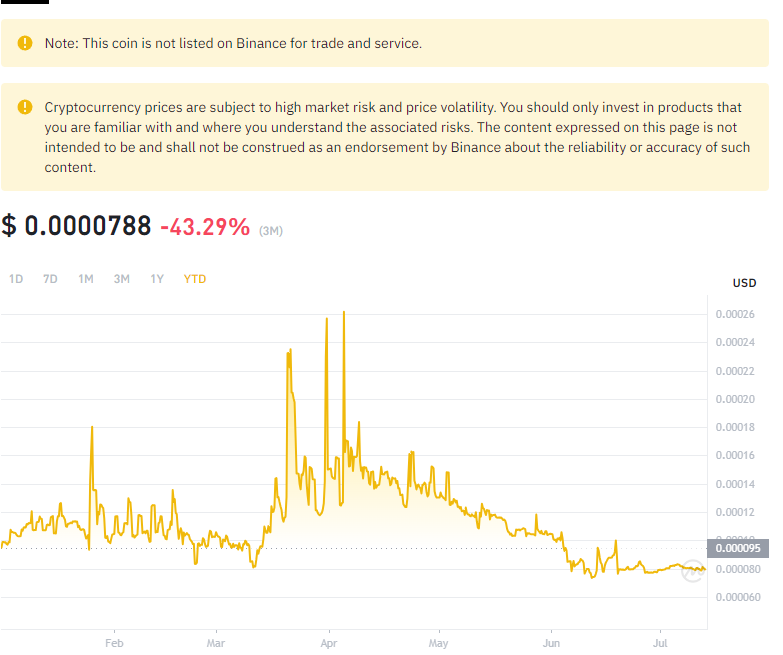 Note: This coin is not listed on Binance for trade and service.
Cryptocurrency prices are subject to high market risk and price volatility. You should only invest in products that
you are familiar with and where you understand the associated risks. The content expressed on this page is not
intended to be and shall not be construed as an endorsement by Binance about the reliability or accuracy of such
content.
$ 0.0000788 -43.29% (3M)
1D 7D 1M 3M 1Y YTD
USD
0.00026
0.00024
0.00022
0.00020
0.00018
0.00016
0.00014
0.00012
0.000095
0.000080
0.000060
Feb Mar Apr May Jun Jul